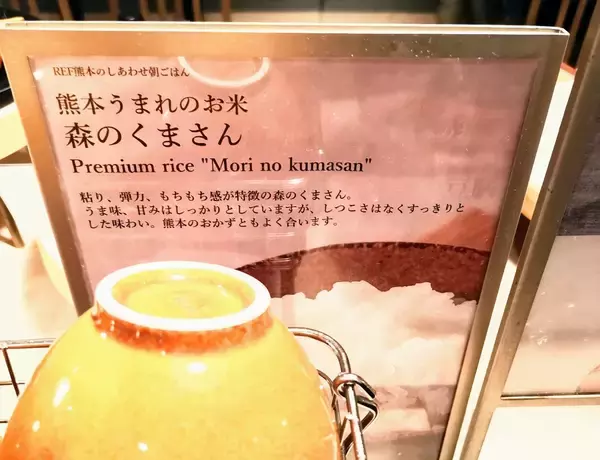 REF熊本のしあわせ朝ごはん
熊本うまれのお米
森のくまさん
Premium rice "Mori no kumasan"
粘り、弾力、もちもち感が特徴の森のくまさん。
うま味、甘みはしっかりとしていますが、しつこさはなくすっきりと
した味わい。熊本のおかずともよく合います。